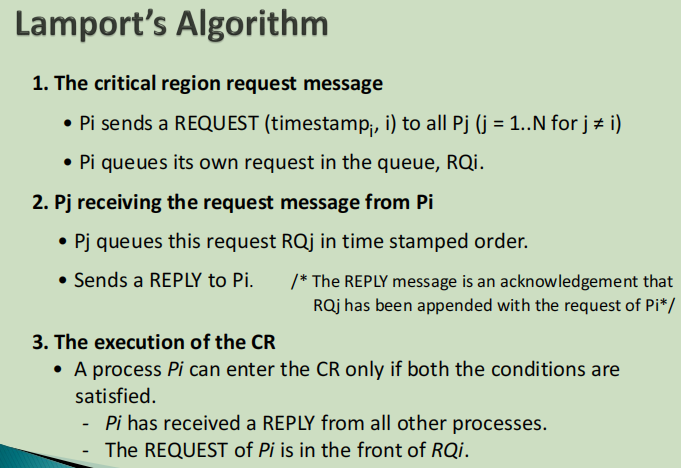 Lamport's Algorithm
1. The critical region request message
• Pi sends a REQUEST (timestampᵢ, i) to all Pj (j = 1..N for j ≠ i)
• Pi queues its own request in the queue, RQi.
2. Pj receiving the request message from Pi
• Pj queues this request RQj in time stamped order.
• Sends a REPLY to Pi. /* The REPLY message is an acknowledgement that
RQj has been appended with the request of Pi*/
3. The execution of the CR
• A process Pi can enter the CR only if both the conditions are
satisfied.
- Pi has received a REPLY from all other processes.
- The REQUEST of Pi is in the front of RQi.